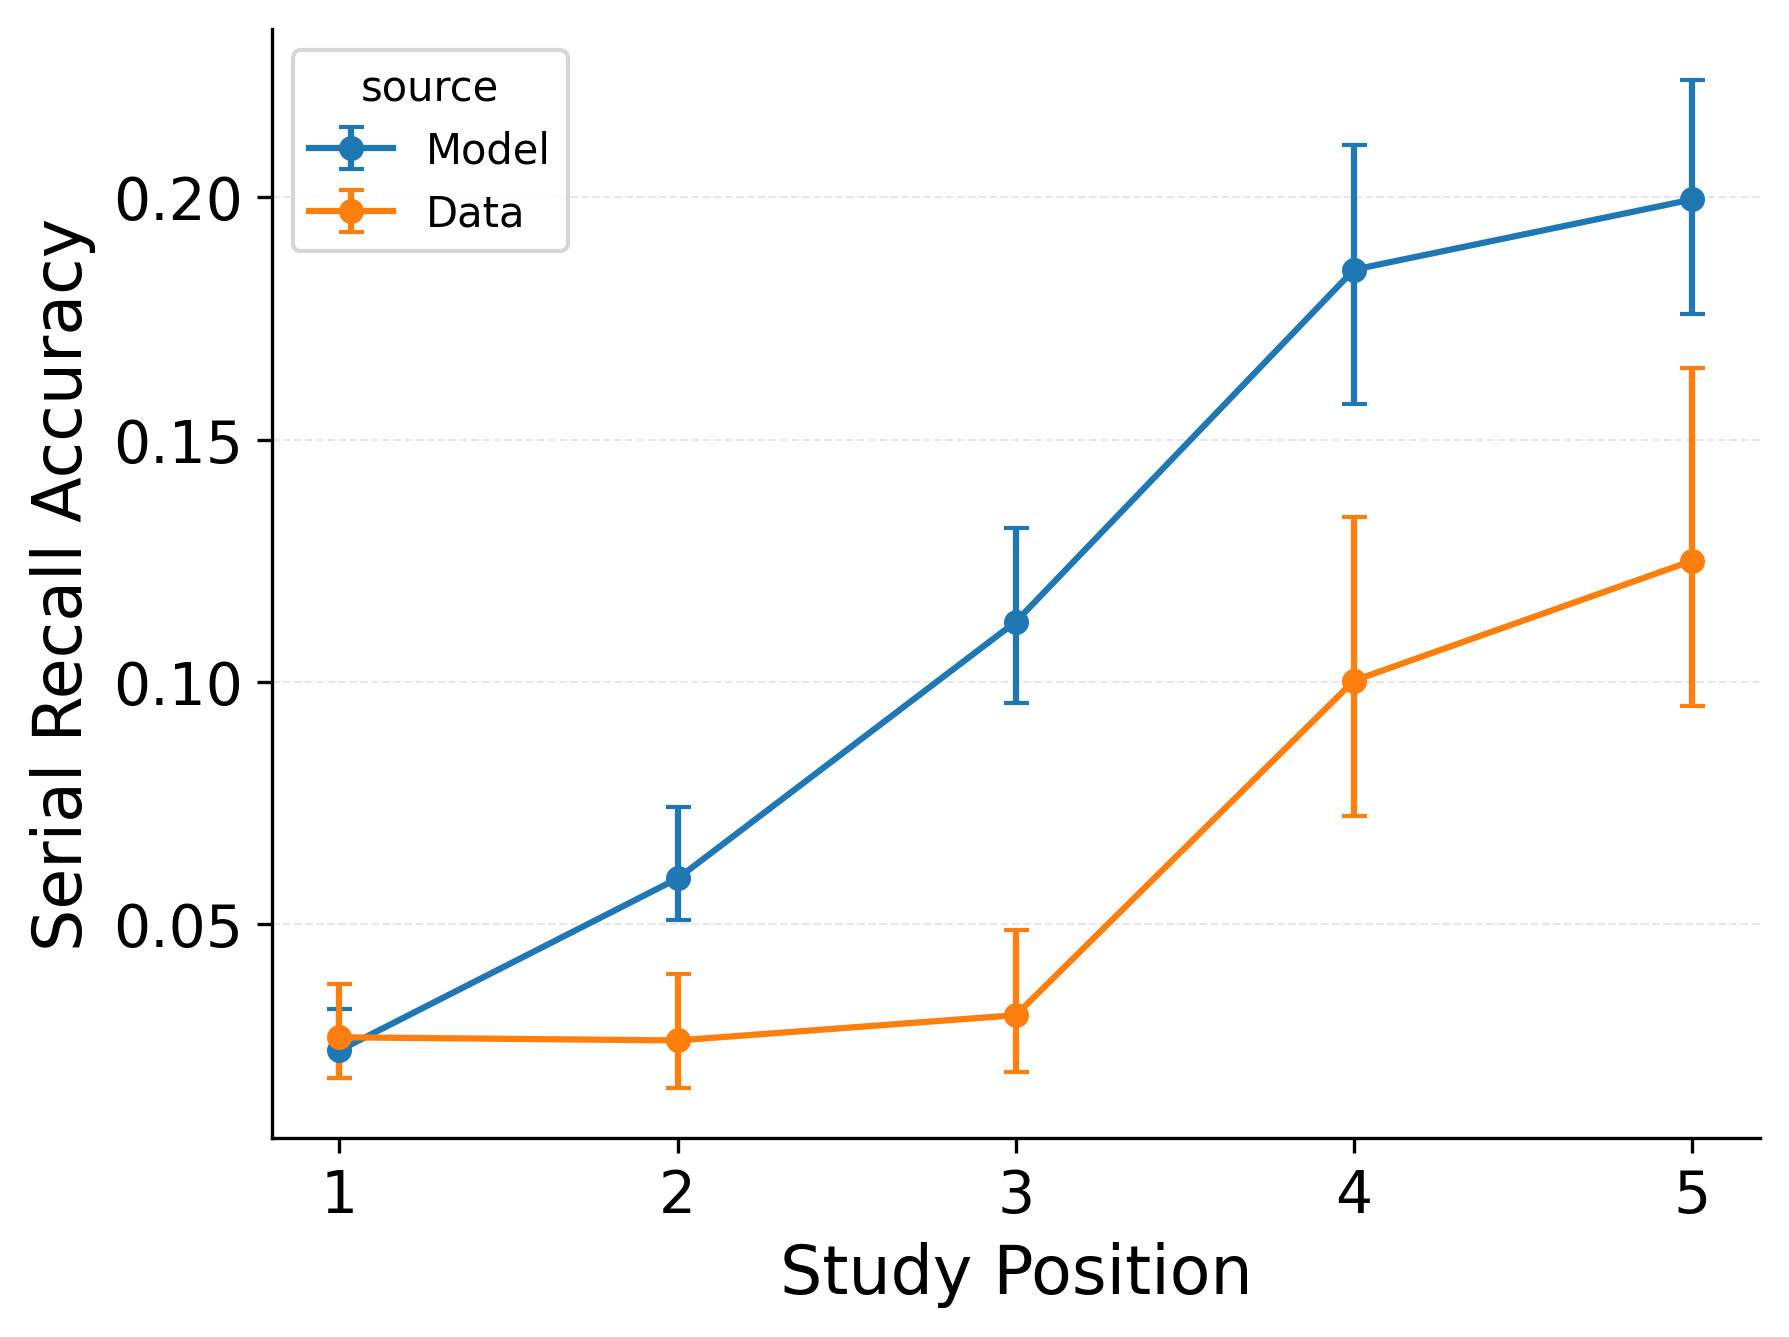 source
Model
Data
0.20
0.15
0.10
0.05
Serial Recall Accuracy
1 2 3 4 5
Study Position